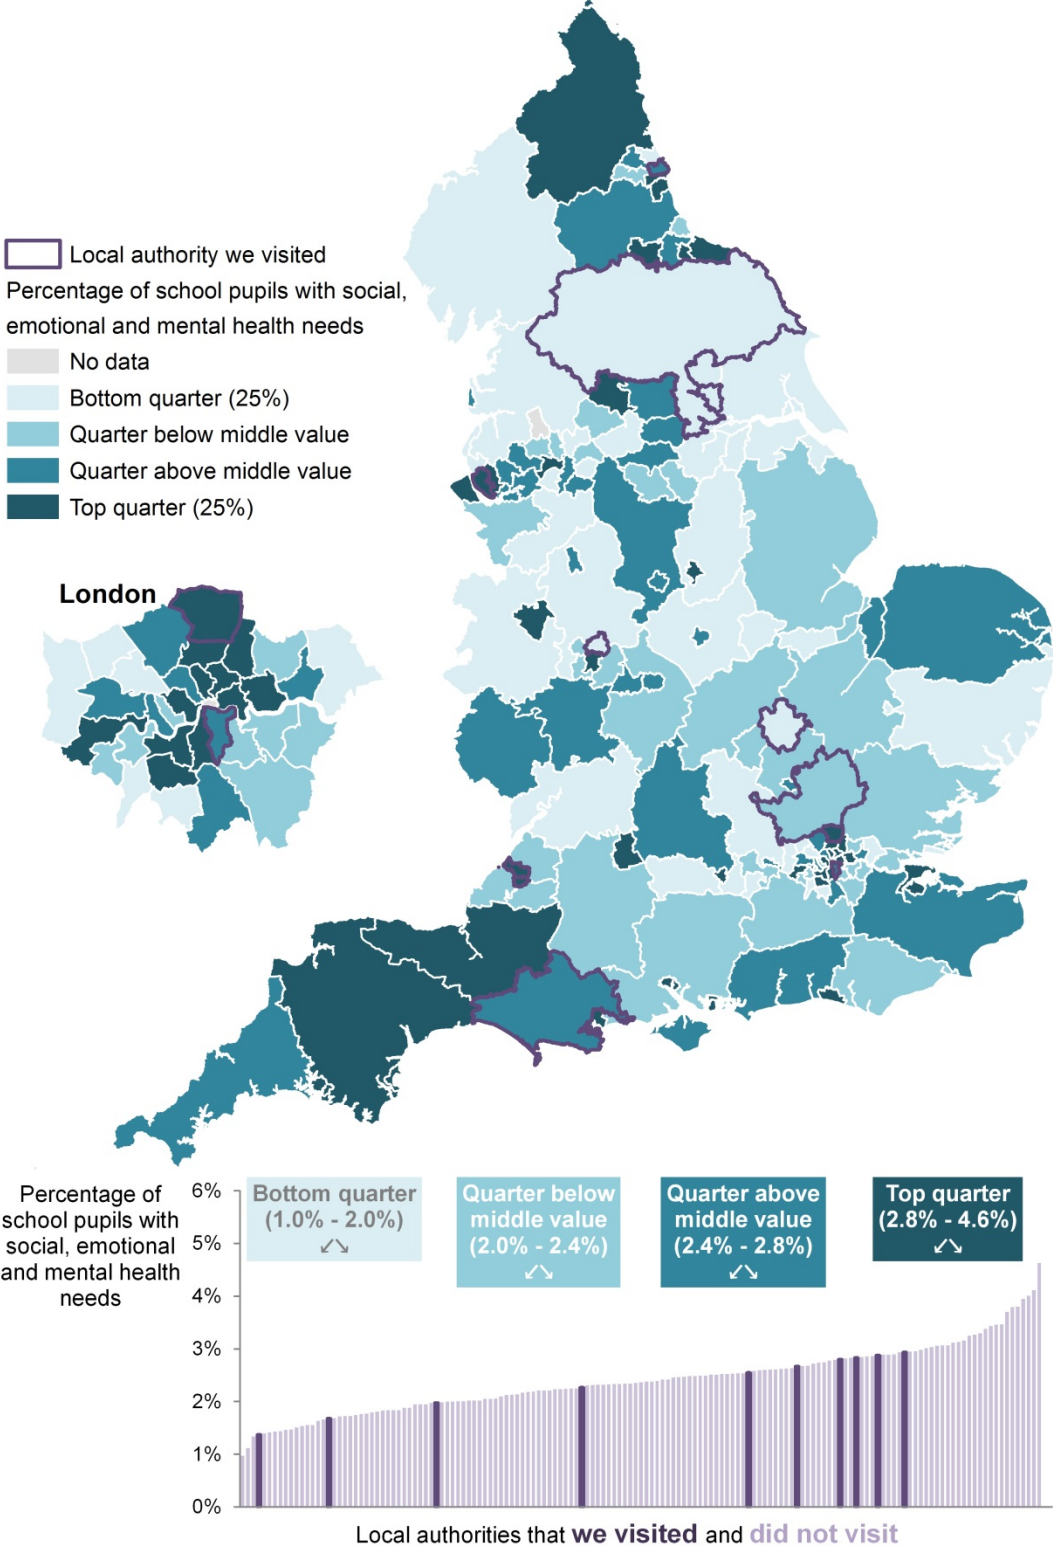 Local authority we visited
Percentage of school pupils with social,
emotional and mental health needs
No data
Bottom quarter (25%)
Quarter below middle value
Quarter above middle value
Top quarter (25%)
London
Percentage of
school pupils with
social, emotional
and mental health
needs
6%
5%
4%
3%
2%
1%
0%
Bottom quarter
(1.0% - 2.0%)
Quarter below
middle value
(2.0% - 2.4%)
Quarter above
middle value
(2.4% - 2.8%)
Top quarter
(2.8% - 4.6%)
Local authorities that we visited and did not visit